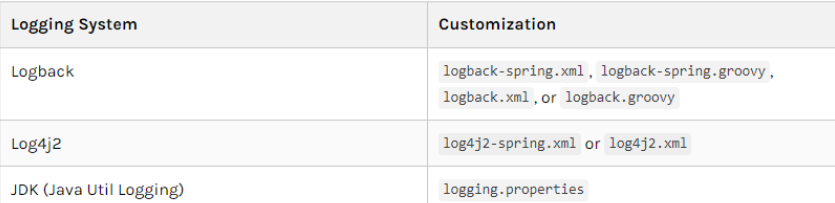 Logging System Customization
Logback logback-spring.xml, logback-spring.groovy,
logback.xml, or logback.groovy
Log4j2 log4j2-spring.xml or log4j2.xml
JDK (Java Util Logging) logging.properties